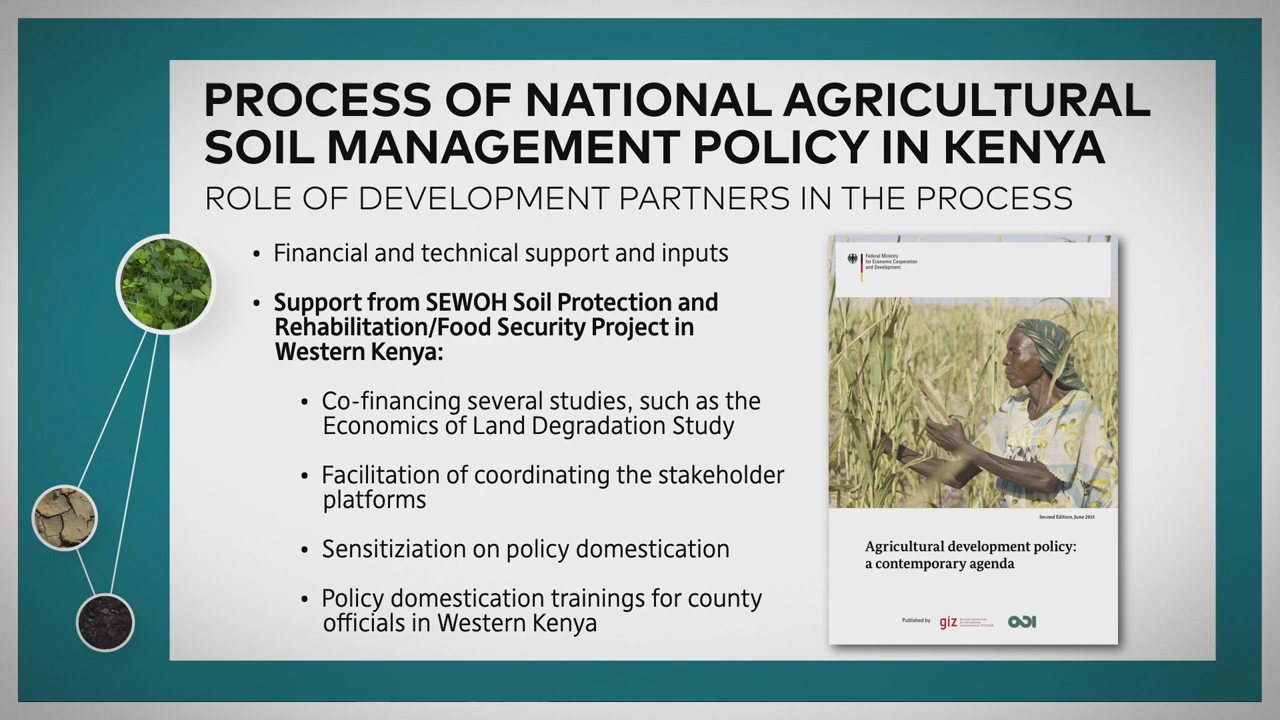 PROCESS OF NATIONAL AGRICULTURAL
SOIL MANAGEMENT POLICY IN KENYA
ROLE OF DEVELOPMENT PARTNERS IN THE PROCESS
• Financial and technical support and inputs
• Support from SEWOH Soil Protection and
Rehabilitation/Food Security Project in
Western Kenya:
• Co-financing several studies, such as the
Economics of Land Degradation Study
• Facilitation of coordinating the stakeholder
platforms
• Sensitiziation on policy domestication
• Policy domestication trainings for county
officials in Western Kenya
Federal Ministry
for Economic Cooperation
and Development
Second Edition, June 2015
Agricultural development policy:
a contemporary agenda
Published by
giz
ODI